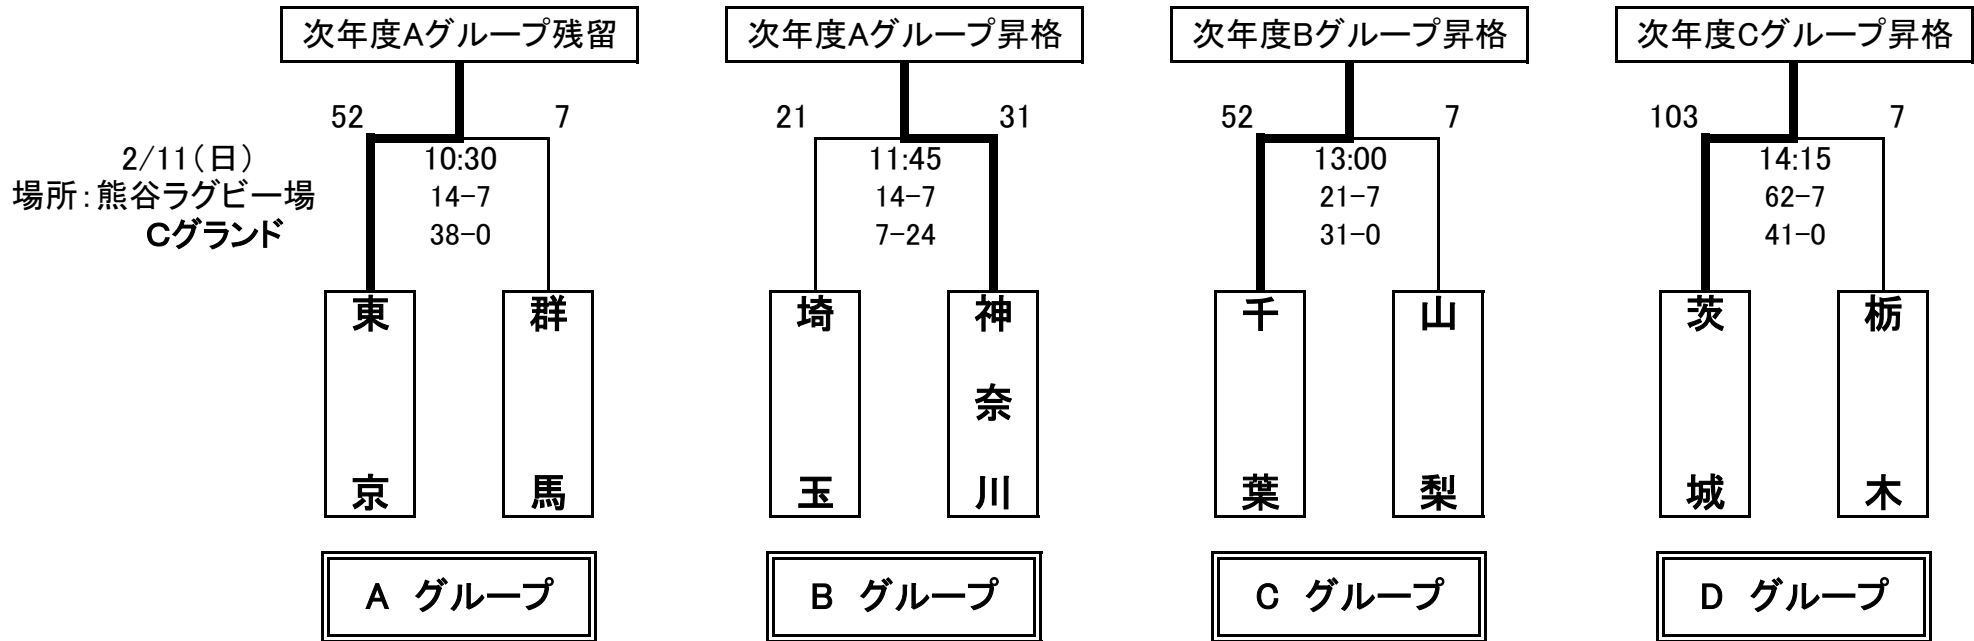 次年度Aグループ残留
次年度Aグループ昇格
次年度Bグループ昇格
次年度Cグループ昇格
52 7
21 31
52 7
103 7
2/11(日)
場所:熊谷ラグビー場
Cグランド
10:30
14-7
38-0
11:45
14-7
7-24
13:00
21-7
31-0
14:15
62-7
41-0
東京
群馬
埼玉
神奈川
千葉
山梨
茨城
栃木
A グループ
B グループ
C グループ
D グループ